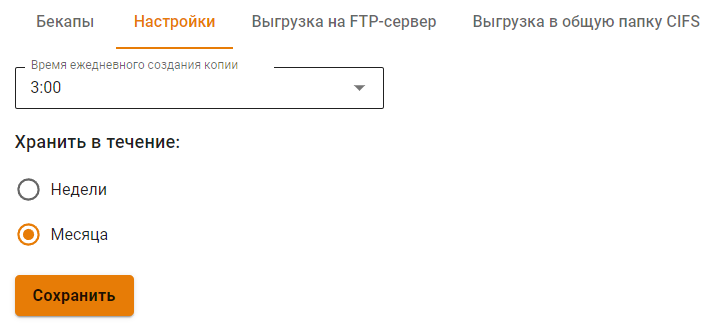 Бекапы Настройки Выгрузка на FTP-сервер Выгрузка в общую папку CIFS
Время ежедневного создания копии
3:00
Хранить в течение:
Недели
Месяца
Сохранить